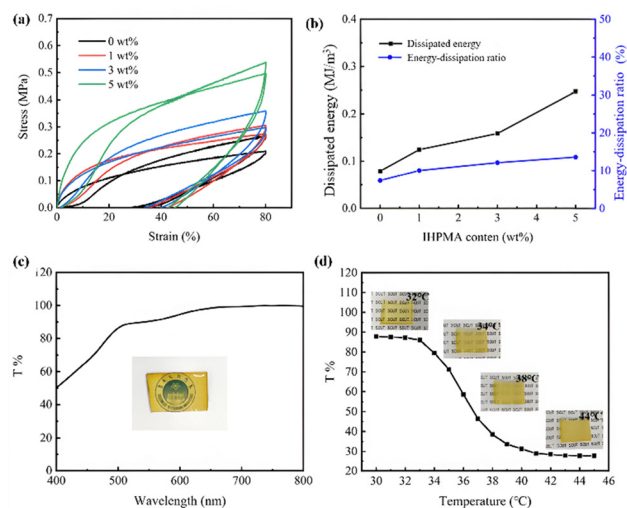 (a)
0.7
0.6
0.5
0.4
0.3
0.2
0.1
0.0
0 20 40 60 80 100
Stress (MPa)
Strain (%)
0 wt%
1 wt%
3 wt%
5 wt%
(b)
0.4
0.3
0.2
0.1
0.0
0 1 2 3 4 5
Dissipated energy (MJ/m³)
IHPMA conten (wt%)
Dissipated energy
Energy-dissipation ratio
50
40
30
20
10
0
Energy-dissipation ratio (%)
(c)
120
100
80
60
40
20
0
400 500 600 700 800
T %
Wavelength (nm)
(d)
120
110
100
90
80
70
60
50
40
30
20
30 32 34 36 38 40 42 44 46
T %
Temperature (℃)
32℃
34℃
38℃
44℃